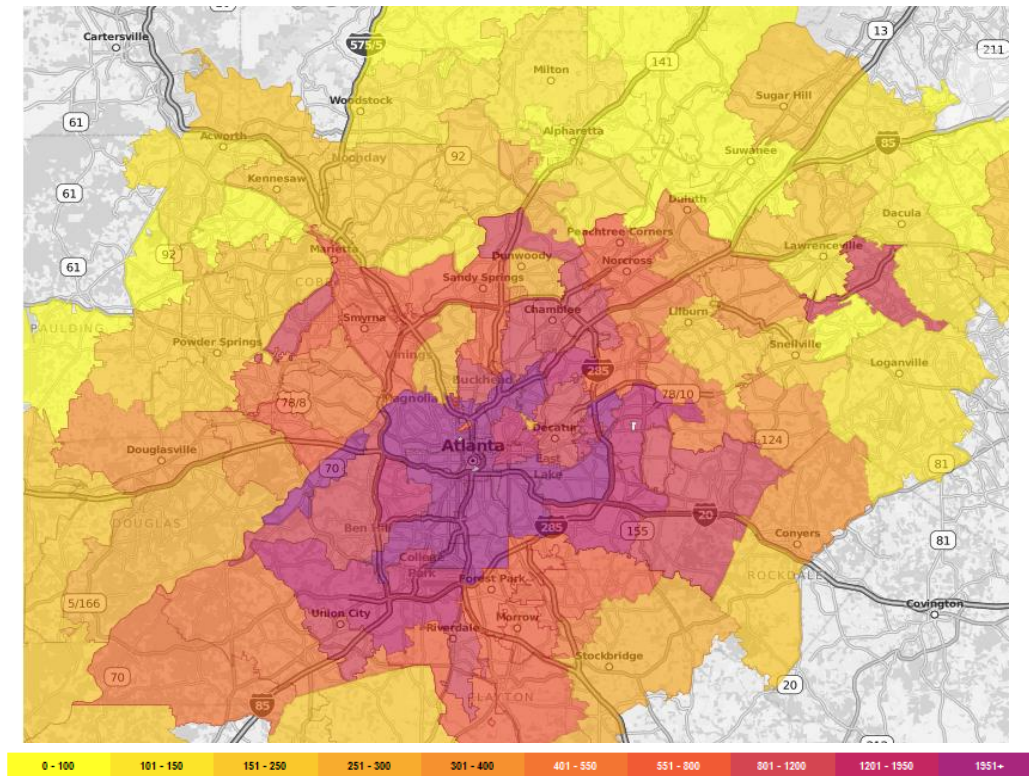 Cartersville
575/5
13
211
Milton
141
Woodstock
Sugar Hill
61
Acworth
Alpharetta
85
Noonday
92
FULTON
Suwanee
Kennesaw
61
Duluth
Dacula
Peachtree Corners
Marietta
Lawrenceville
92
Dunwoody
Norcross
61
COBB
Sandy Springs
Chamblee
Lilburn
PAULDING
Smyrna
Powder Springs
Vinings
Snellville
Loganville
Buckhead
285
78/8
Magnolia
78/10
Decatur
124
Douglasville
Atlanta
East
Lake
70
81
DOUGLAS
20
Ben Hill
285
155
Conyers
81
College
Park
Forest Park
ROCKDALE
5/166
Covington
Union City
Morrow
Riverdale
Stockbridge
70
20
CLAYTON
85
0 - 100 101 - 150 151 - 250 251 - 300 301 - 400 401 - 550 551 - 800 801 - 1200 1201 - 1950 1951+